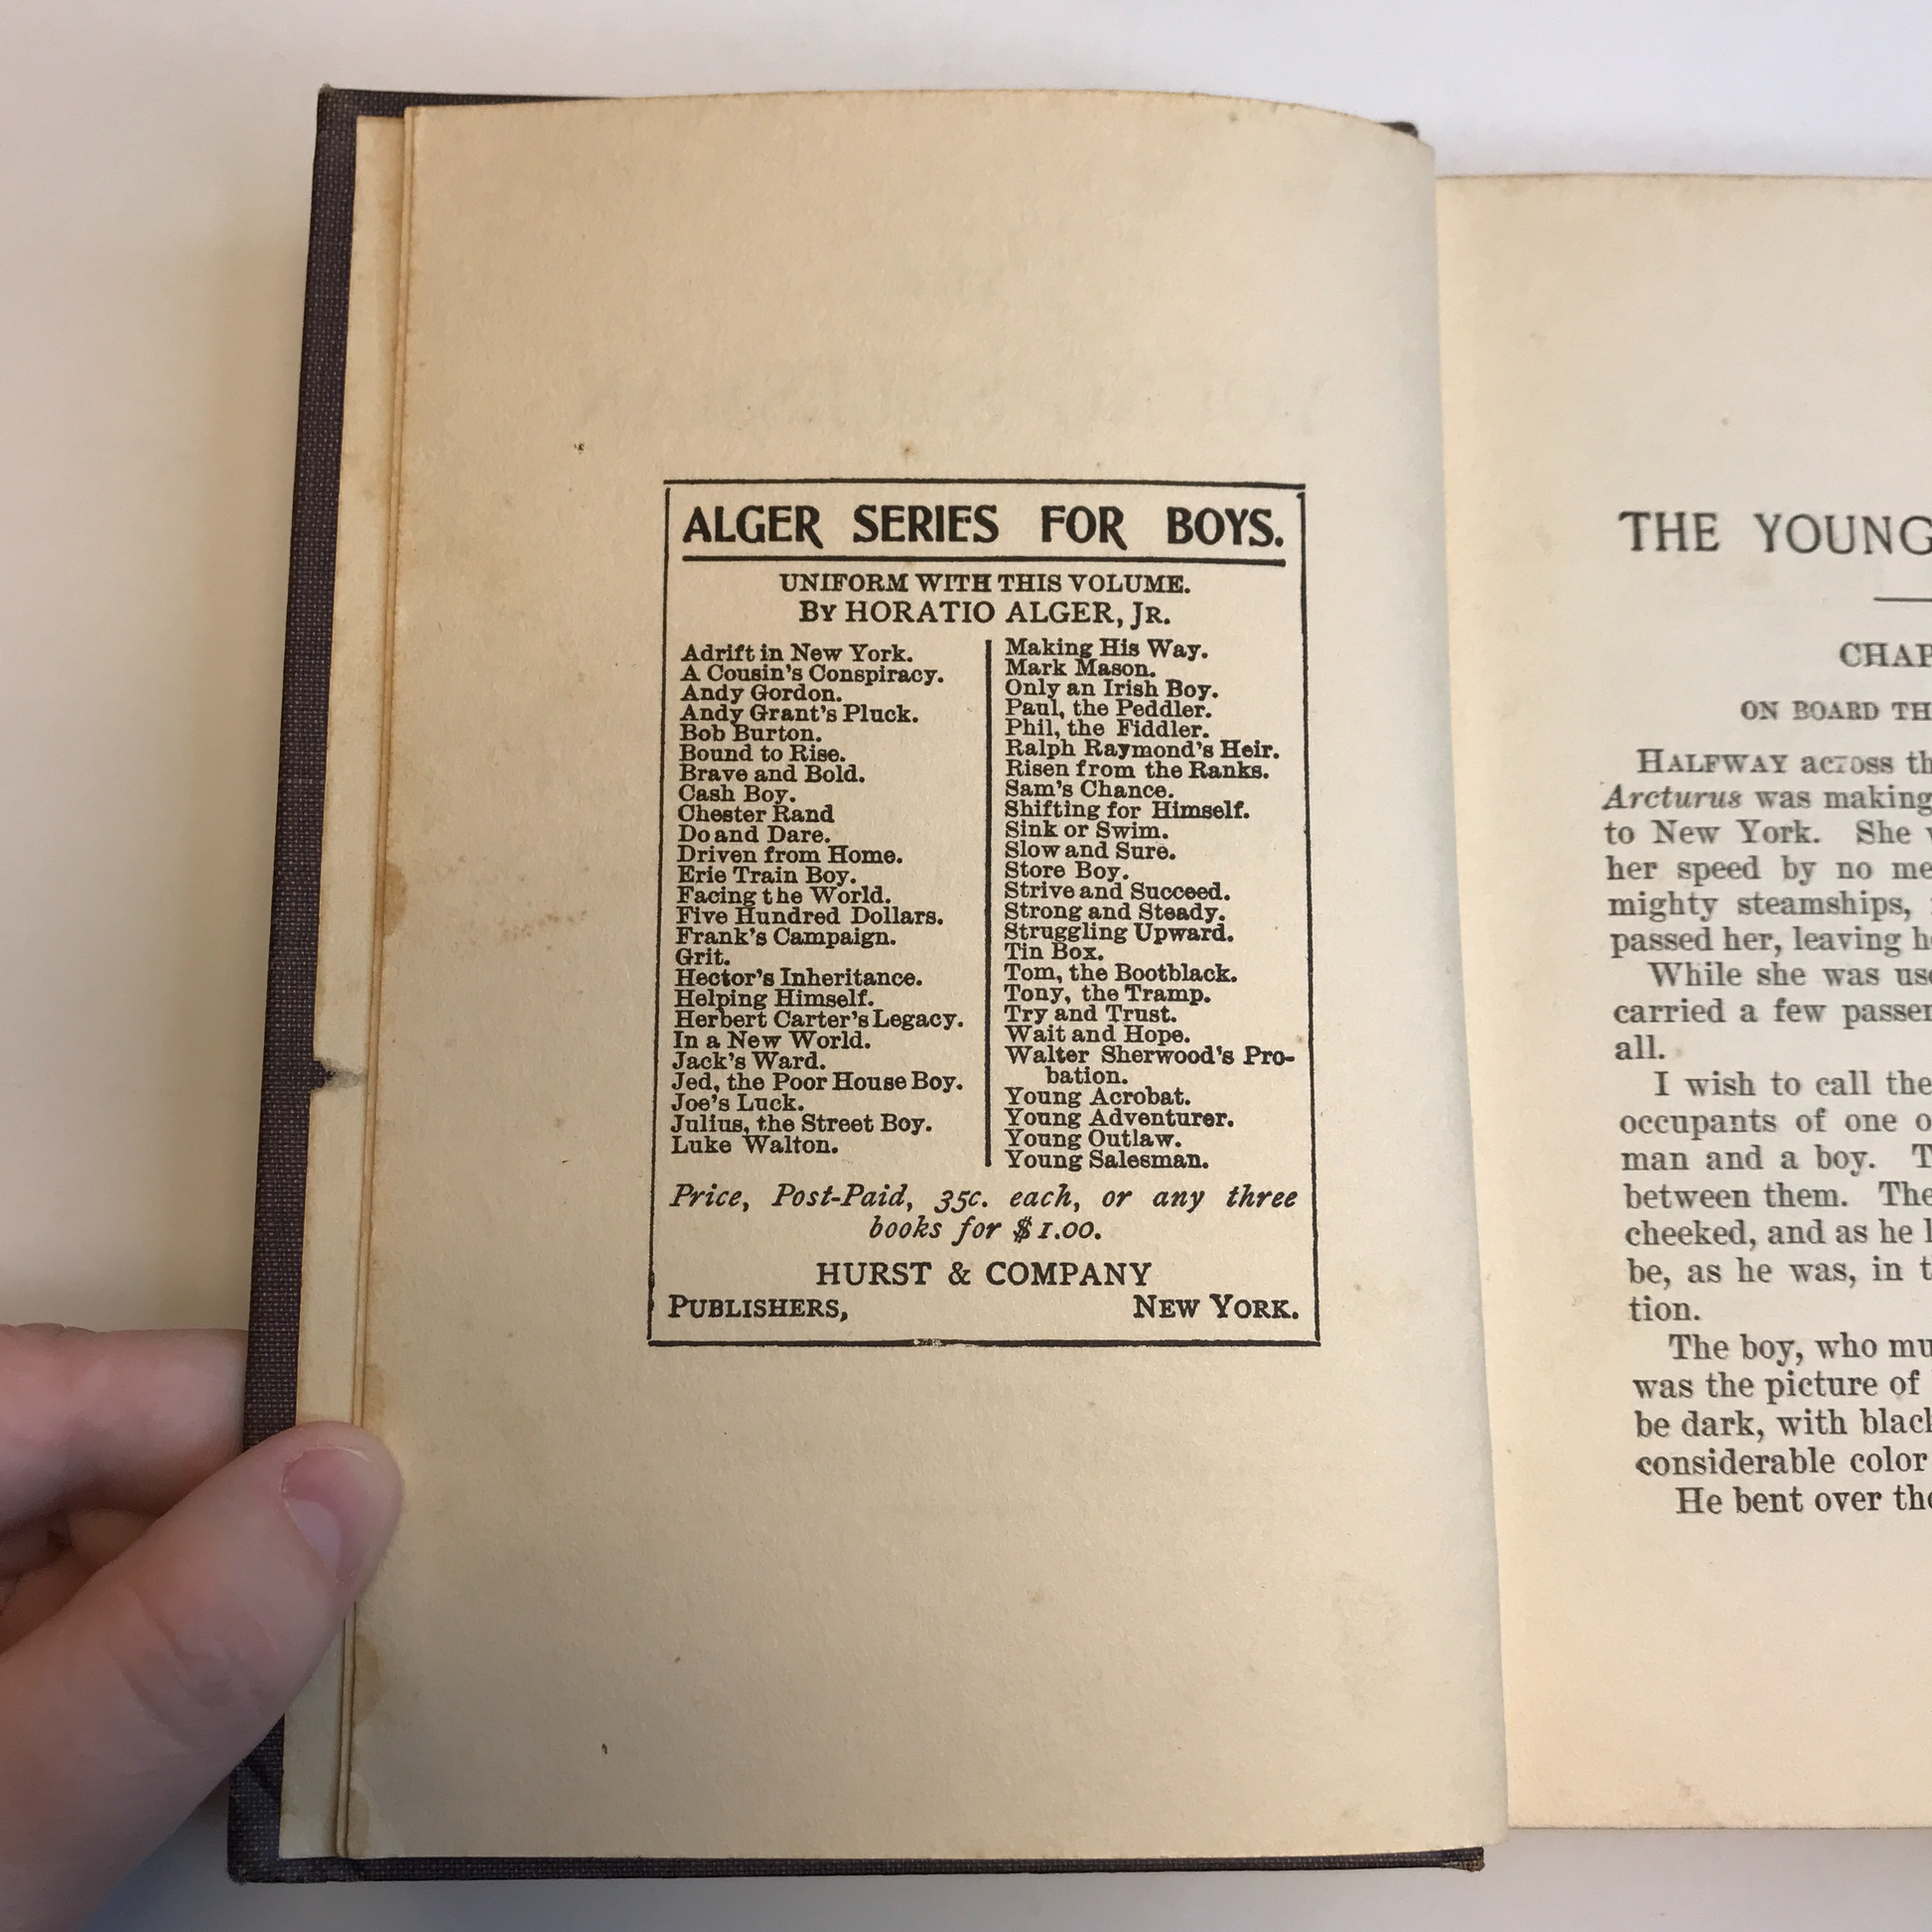 ALGER SERIES FOR BOYS.
UNIFORM WITH THIS VOLUME.
BY HORATIO ALGER, JR.
Adrift in New York.
A Cousin's Conspiracy.
Andy Gordon.
Andy Grant's Pluck.
Bob Burton.
Bound to Rise.
Brave and Bold.
Cash Boy.
Chester Rand
Do and Dare.
Driven from Home.
Erie Train Boy.
Facing the World.
Five Hundred Dollars.
Frank's Campaign.
Grit.
Hector's Inheritance.
Helping Himself.
Herbert Carter's Legacy.
In a New World.
Jack's Ward.
Jed, the Poor House Boy.
Joe's Luck.
Julius, the Street Boy.
Luke Walton.
Making His Way.
Mark Mason.
Only an Irish Boy.
Paul, the Peddler.
Phil, the Fiddler.
Ralph Raymond's Heir.
Risen from the Ranks.
Sam's Chance.
Shifting for Himself.
Sink or Swim.
Slow and Sure.
Store Boy.
Strive and Succeed.
Strong and Steady.
Struggling Upward.
Tin Box.
Tom, the Bootblack.
Tony, the Tramp.
Try and Trust.
Wait and Hope.
Walter Sherwood's Pro-
bation.
Young Acrobat.
Young Adventurer.
Young Outlaw.
Young Salesman.
Price, Post-Paid, 35c. each, or any three
books for $1.00.
HURST & COMPANY
PUBLISHERS, NEW YORK.
THE YOUNG
CHAP
ON BOARD TH
HALFWAY across th
Arcturus was making
to New York. She
her speed by no me
mighty steamships,
passed her, leaving h
While she was us
carried a few passen
all.
I wish to call the
occupants of one o
man and a boy. T
between them. The
cheeked, and as he l
be, as he was, in t
tion.
The boy, who mu
was the picture of
be dark, with black
considerable color
He bent over the